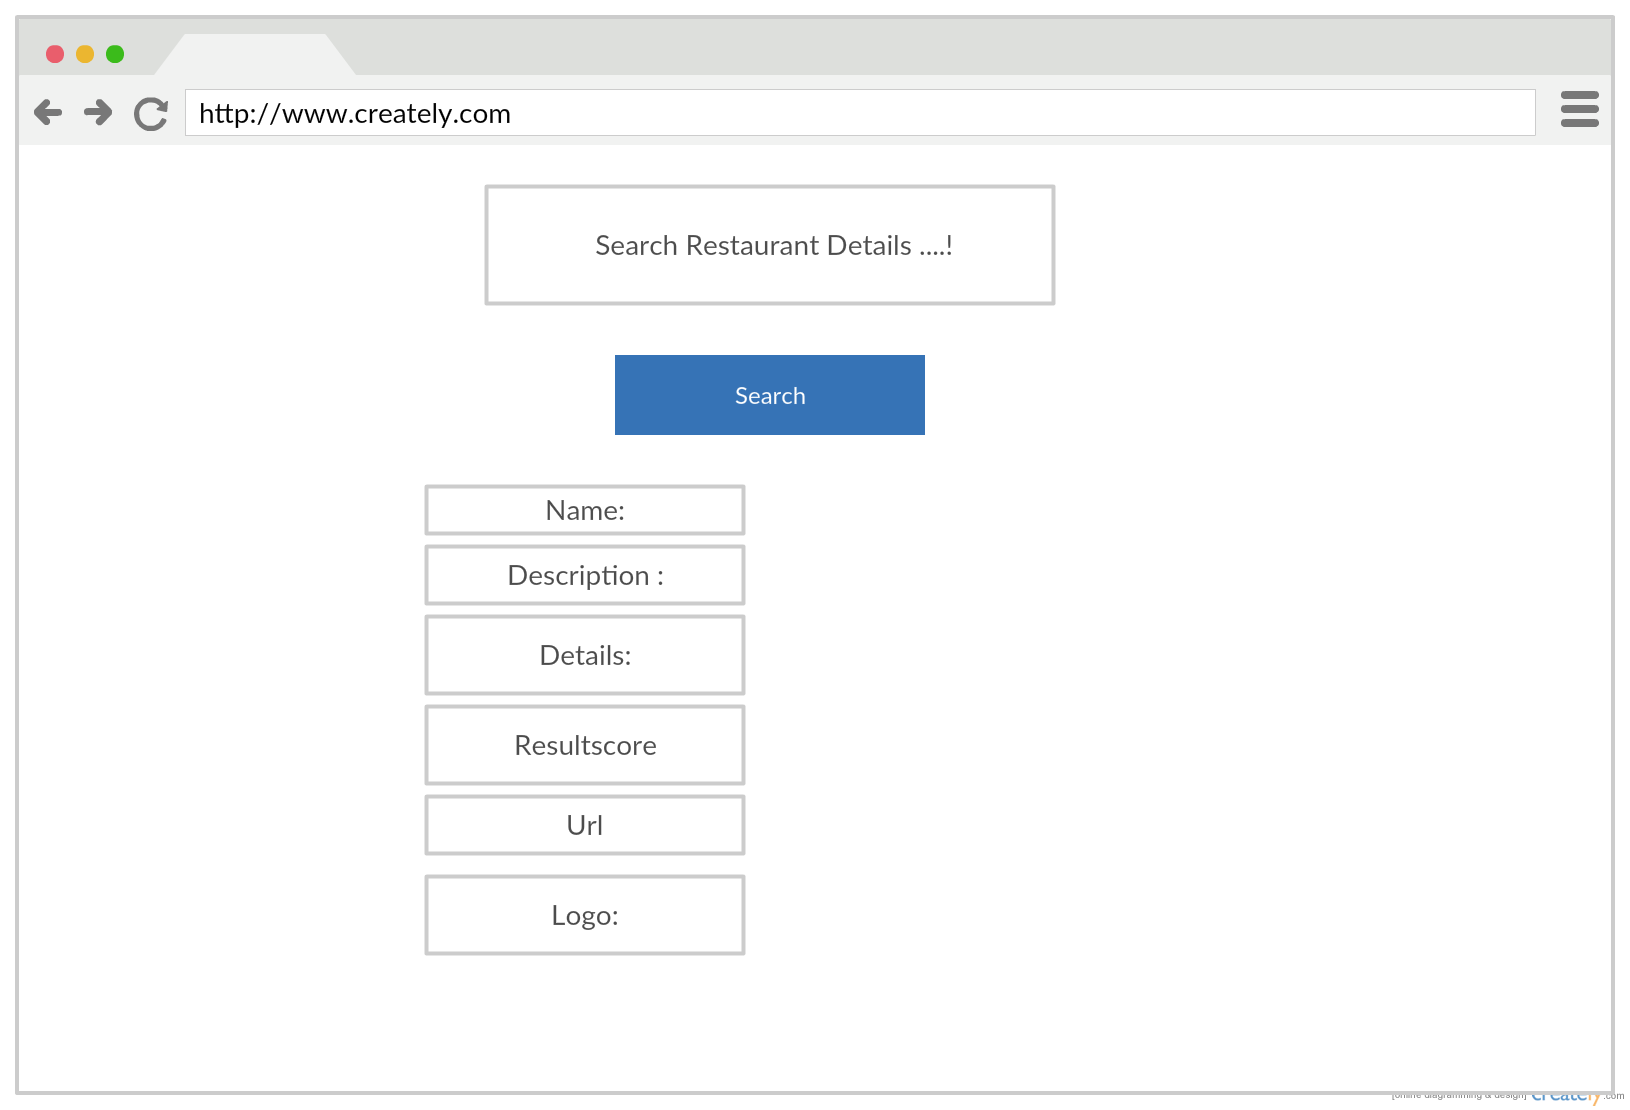 http://www.creately.com
Search Restaurant Details ....!
Search
Name:
Description :
Details:
Resultscore
Url
Logo:
[online diagramming & design] creately.com